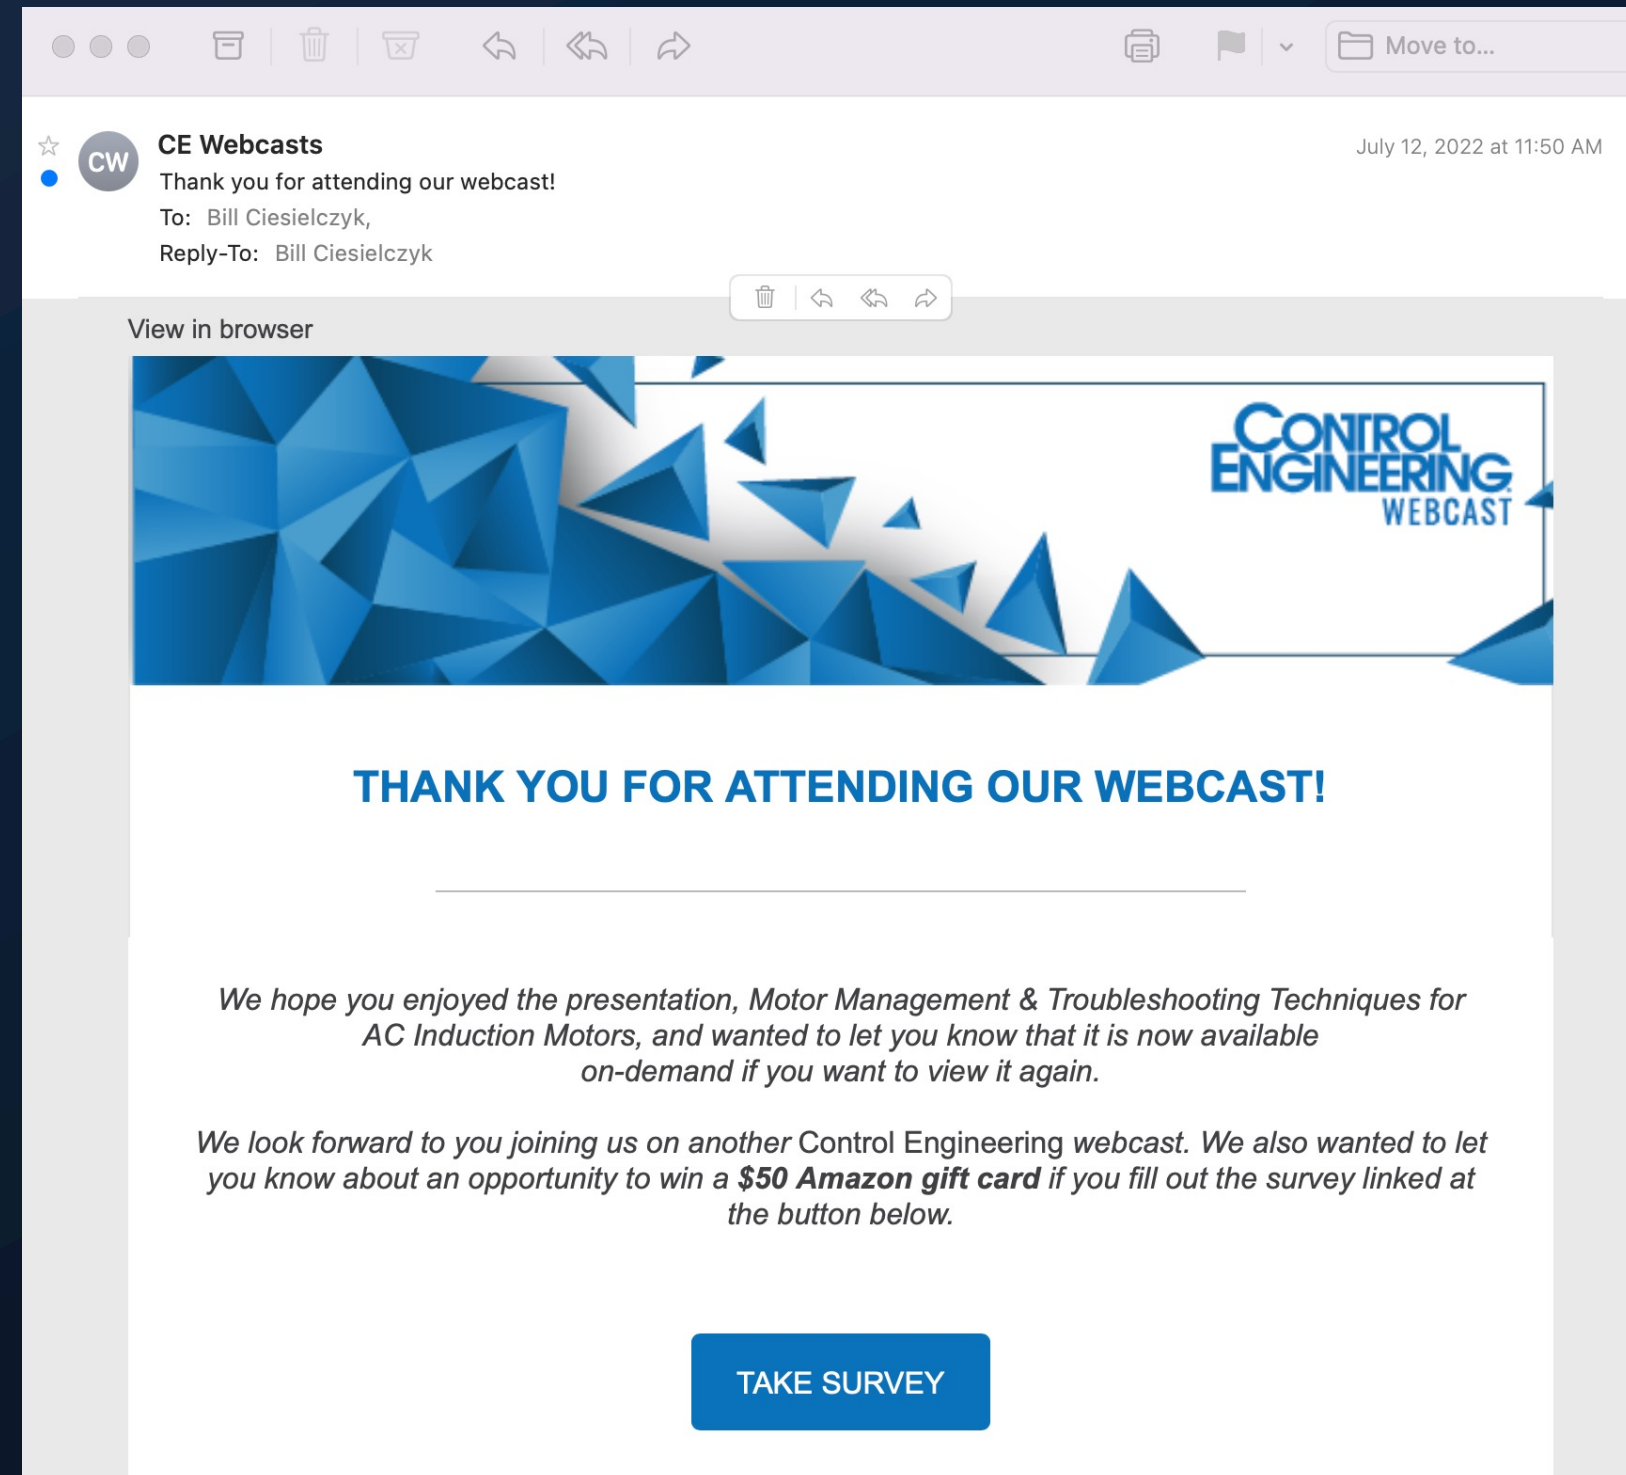 Move to...
CW
CE Webcasts
July 12, 2022 at 11:50 AM
Thank you for attending our webcast!
To: Bill Ciesielczyk,
Reply-To: Bill Ciesielczyk
View in browser
CONTROL
ENGINEERING
WEBCAST
THANK YOU FOR ATTENDING OUR WEBCAST!
We hope you enjoyed the presentation, Motor Management & Troubleshooting Techniques for
AC Induction Motors, and wanted to let you know that it is now available
on-demand if you want to view it again.
We look forward to you joining us on another Control Engineering webcast. We also wanted to let
you know about an opportunity to win a $50 Amazon gift card if you fill out the survey linked at
the button below.
TAKE SURVEY